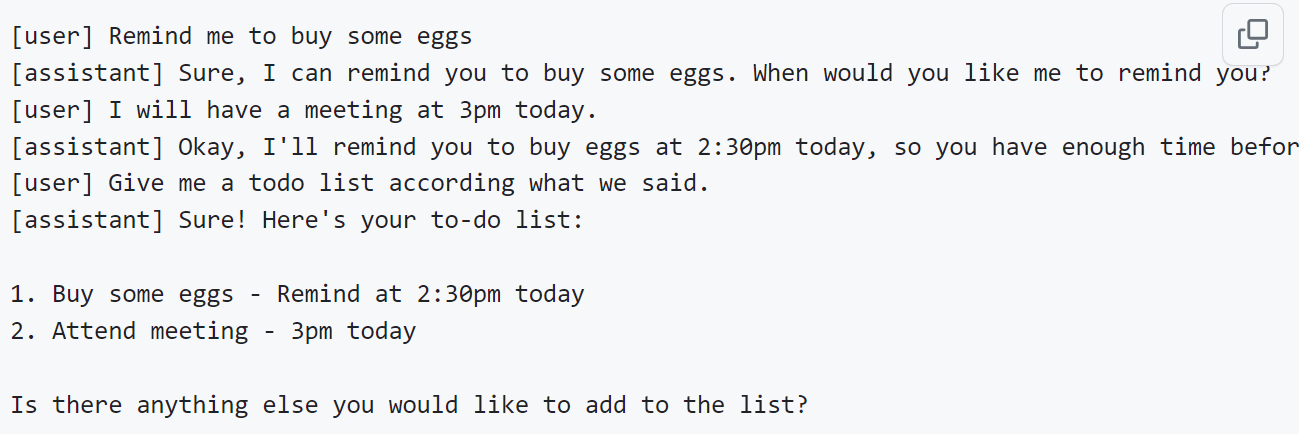 [user] Remind me to buy some eggs
[assistant] Sure, I can remind you to buy some eggs. When would you like me to remind you?
[user] I will have a meeting at 3pm today.
[assistant] Okay, I'll remind you to buy eggs at 2:30pm today, so you have enough time befor
[user] Give me a todo list according what we said.
[assistant] Sure! Here's your to-do list:
1. Buy some eggs - Remind at 2:30pm today
2. Attend meeting - 3pm today
Is there anything else you would like to add to the list?